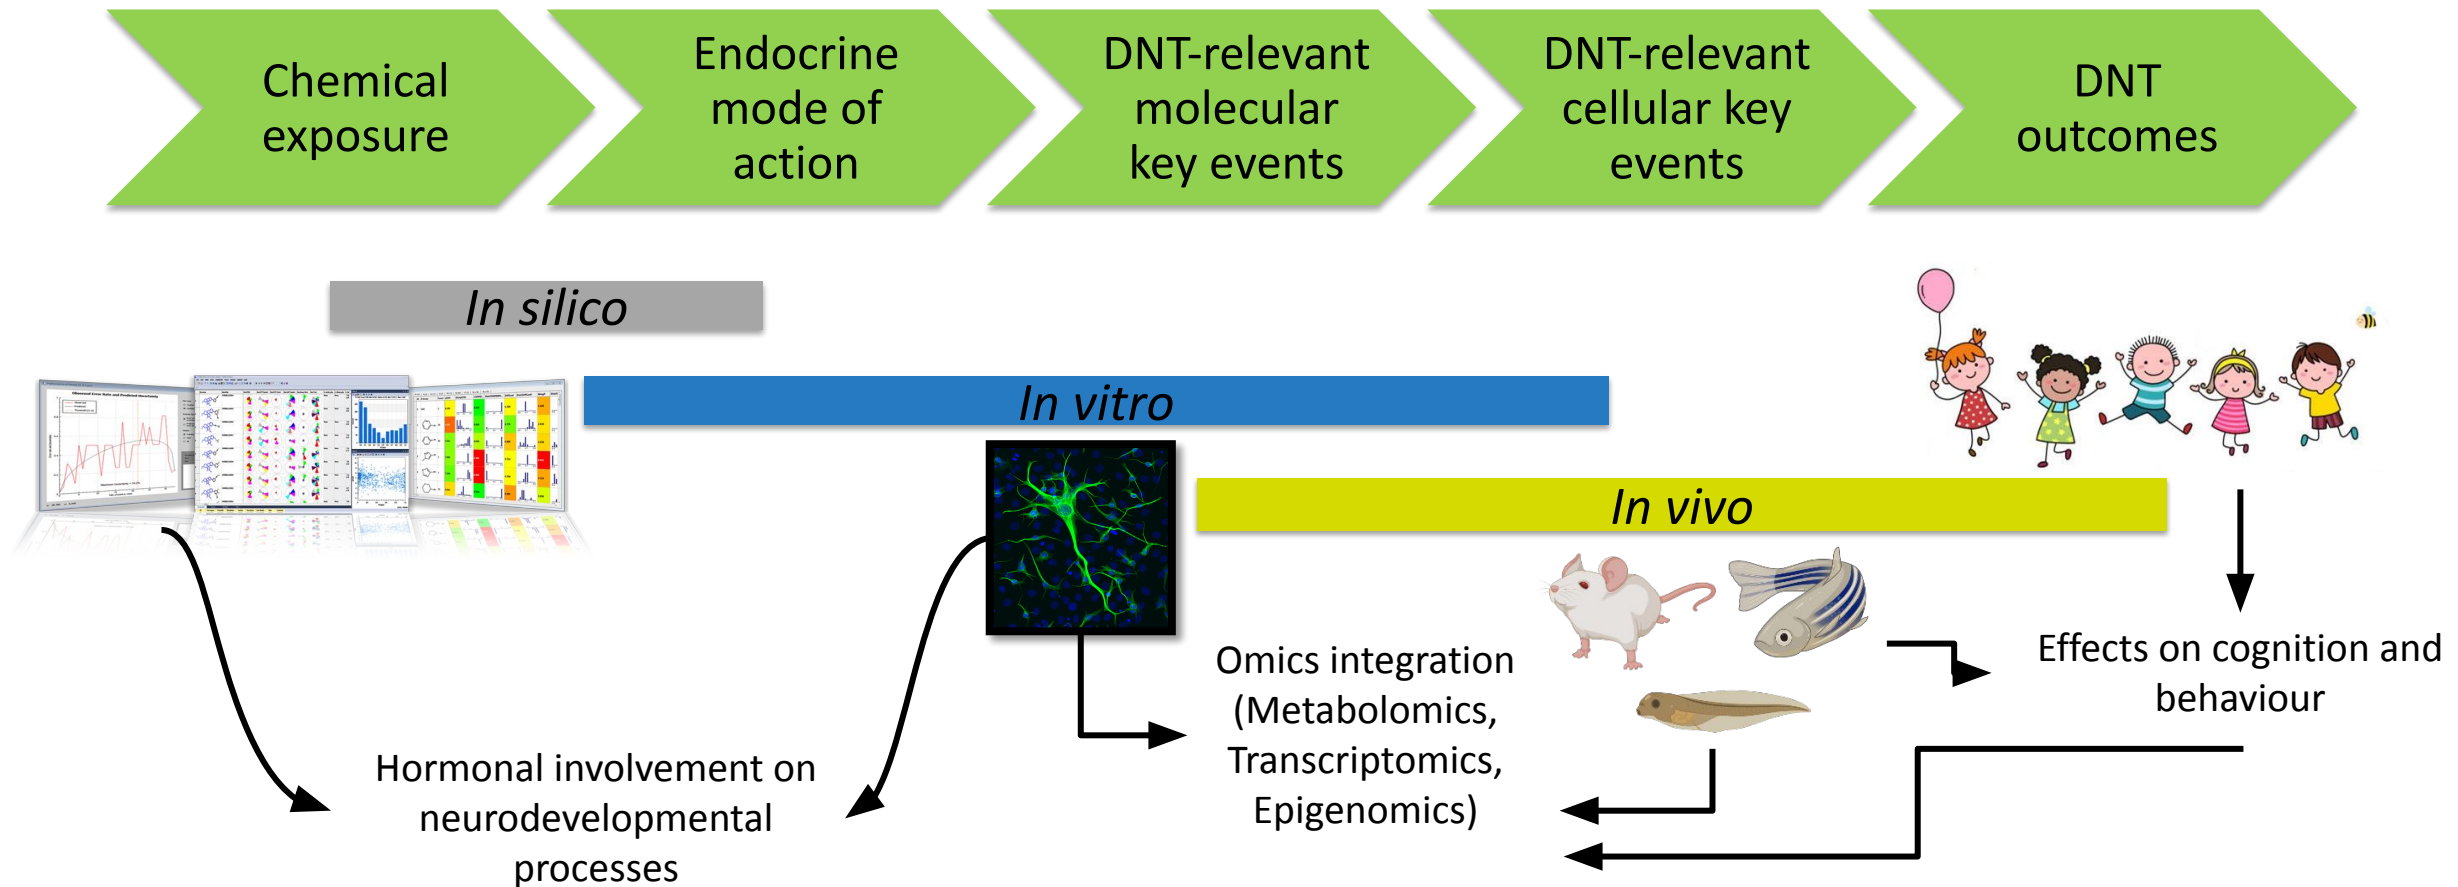 Chemical
exposure
Endocrine
mode of
action
DNT-relevant
molecular
key events
DNT-relevant
cellular key
events
DNT
outcomes
In silico
In vitro
In vivo
Omics integration
(Metabolomics,
Transcriptomics,
Epigenomics)
Effects on cognition and
behaviour
Hormonal involvement on
neurodevelopmental
processes